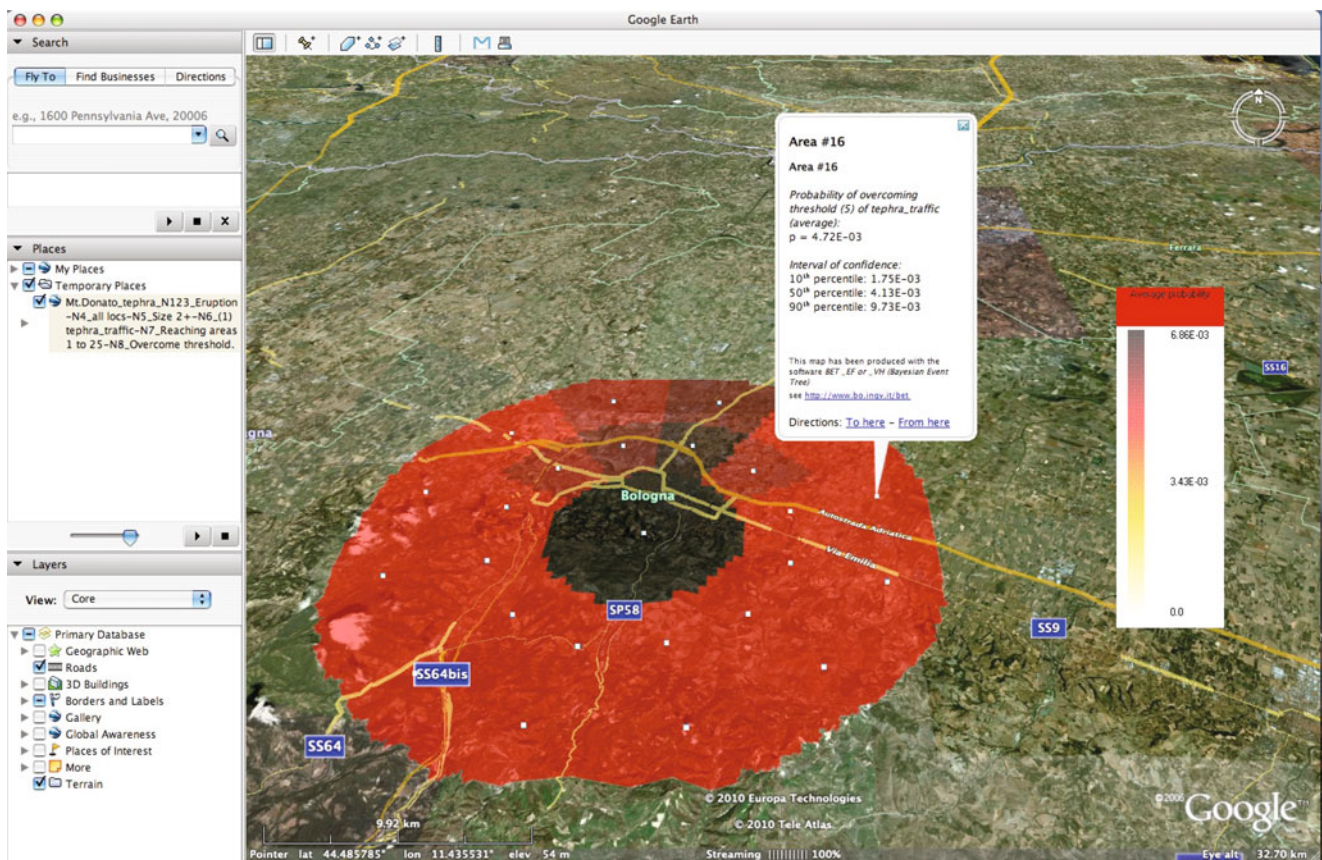 Google Earth
Search
Fly To
Find Businesses
Directions
e.g., 1600 Pennsylvania Ave, 20006
Places
My Places
Temporary Places
Mt.Donato_tephra_N123_Eruption
-N4_all locs-N5_Size 2+-N6_(1)
tephra_traffic-N7_Reaching areas
1 to 25-N8_Overcome threshold.
Layers
View: Core
Primary Database
Geographic Web
Roads
3D Buildings
Borders and Labels
Gallery
Global Awareness
Places of Interest
More
Terrain
Area #16
Area #16
Probability of overcoming
threshold (5) of tephra_traffic
(average):
p = 4.72E-03
Interval of confidence:
10th percentile: 1.75E-03
50th percentile: 4.13E-03
90th percentile: 9.73E-03
This map has been produced with the
software BET_EF or _VH (Bayesian Event
Tree)
see http://www.bo.ingv.it/bet
Directions: To here - From here
N
Ferrara
Average probability
6.86E-03
3.43E-03
0.0
SS16
gna
Bologna
Autostrada Adriatica
Via Emilia
SP58
SS9
SS64bis
SS64
© 2010 Europa Technologies
© 2010 Tele Atlas
©2006 Google™
9.92 km
Pointer lat 44.485785° lon 11.435531° elev 54 m
Streaming |||||||||| 100%
Eye alt 32.70 km